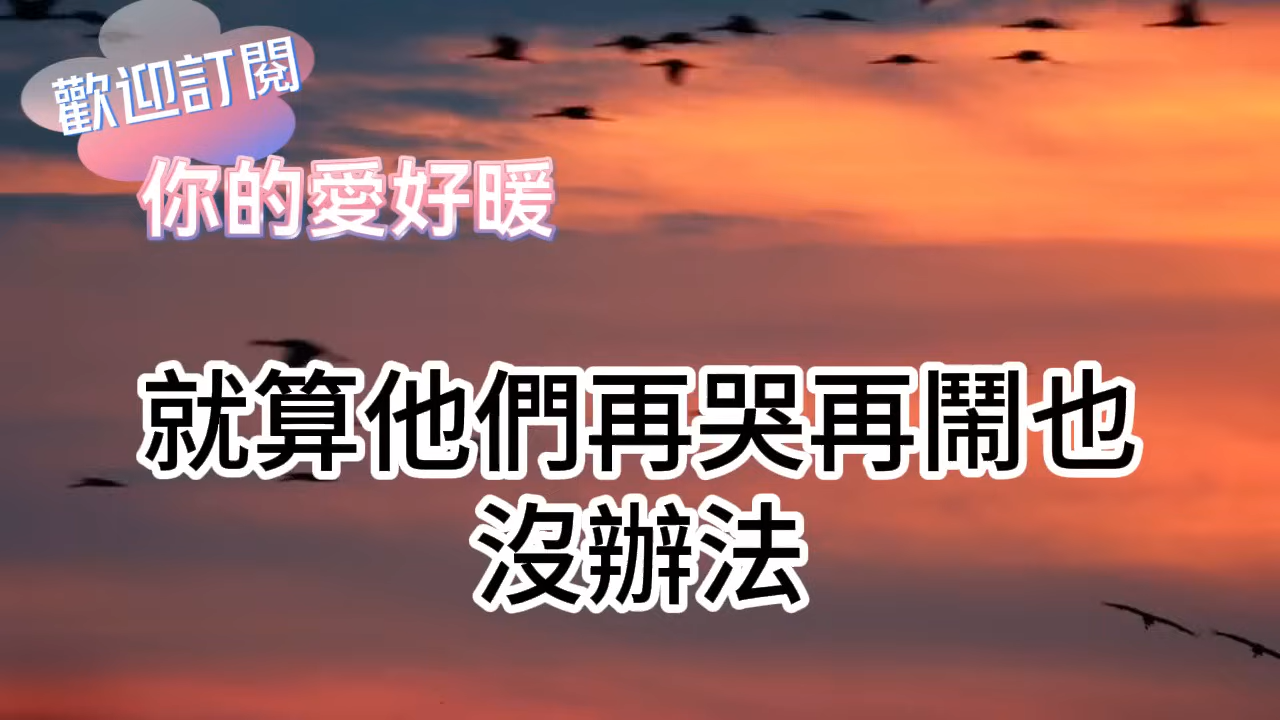 歡迎訂閱
你的愛好暖
就算他們再哭再鬧也
沒辦法